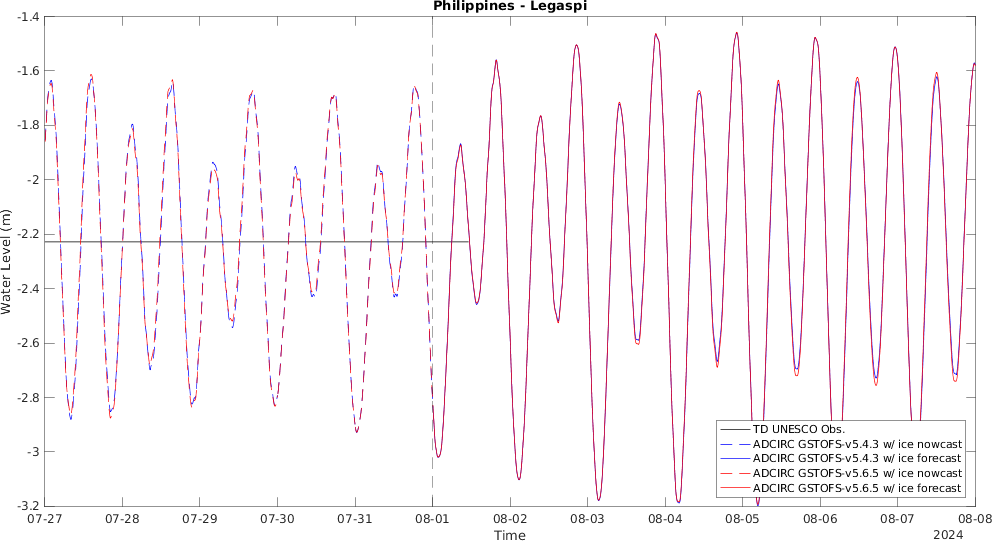 Philippines - Legaspi
-1.4
-1.6
-1.8
-2
-2.2
-2.4
-2.6
-2.8
-3
-3.2
Water Level (m)
TD UNESCO Obs.
ADCIRC GSTOFS-v5.4.3 w/ ice nowcast
ADCIRC GSTOFS-v5.4.3 w/ ice forecast
ADCIRC GSTOFS-v5.6.5 w/ ice nowcast
ADCIRC GSTOFS-v5.6.5 w/ ice forecast
07-27 07-28 07-29 07-30 07-31 08-01 08-02 08-03 08-04 08-05 08-06 08-07 08-08
Time
2024